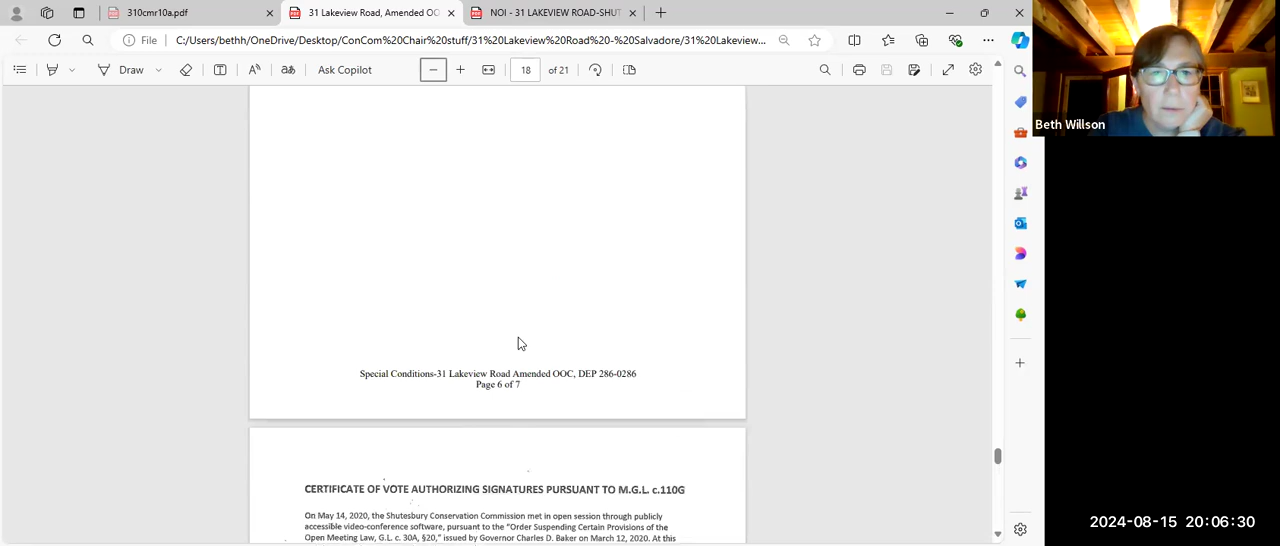 310cmr10a.pdf
31 Lakeview Road, Amended OO
NOI - 31 LAKEVIEW ROAD-SHUT
File
C:/Users/bethh/OneDrive/Desktop/ConCom%20Chair%20stuff/31%20Lakeview%20Road%20-%20Salvadore/31%20Lakeview...
Draw
Ask Copilot
18
of 21
Beth Willson
Special Conditions-31 Lakeview Road Amended OOC, DEP 286-0286
Page 6 of 7
CERTIFICATE OF VOTE AUTHORIZING SIGNATURES PURSUANT TO M.G.L. c.110G
On May 14, 2020, the Shutesbury Conservation Commission met in open session through publicly
accessible video-conference software, pursuant to the "Order Suspending Certain Provisions of the
Open Meeting Law, G.L. c. 30A, §20," issued by Governor Charles D. Baker on March 12, 2020. At this
2024-08-15 20:06:30